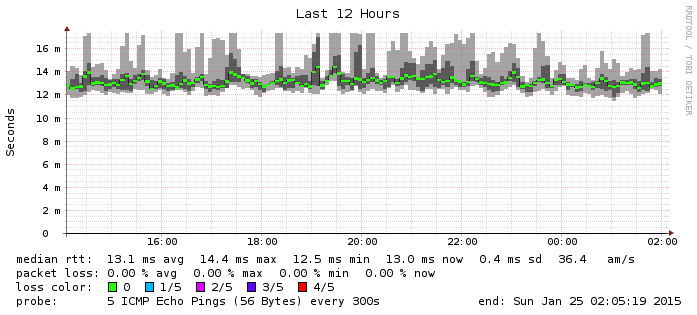 Last 12 Hours
RRDTOOL / TOBI OETIKER
Seconds
16 m
14 m
12 m
10 m
8 m
6 m
4 m
2 m
0
16:00 18:00 20:00 22:00 00:00 02:00
median rtt: 13.1 ms avg 14.4 ms max 12.5 ms min 13.0 ms now 0.4 ms sd 36.4 am/s
packet loss: 0.00 % avg 0.00 % max 0.00 % min 0.00 % now
loss color: 0 1/5 2/5 3/5 4/5
probe: 5 ICMP Echo Pings (56 Bytes) every 300s end: Sun Jan 25 02:05:19 2015